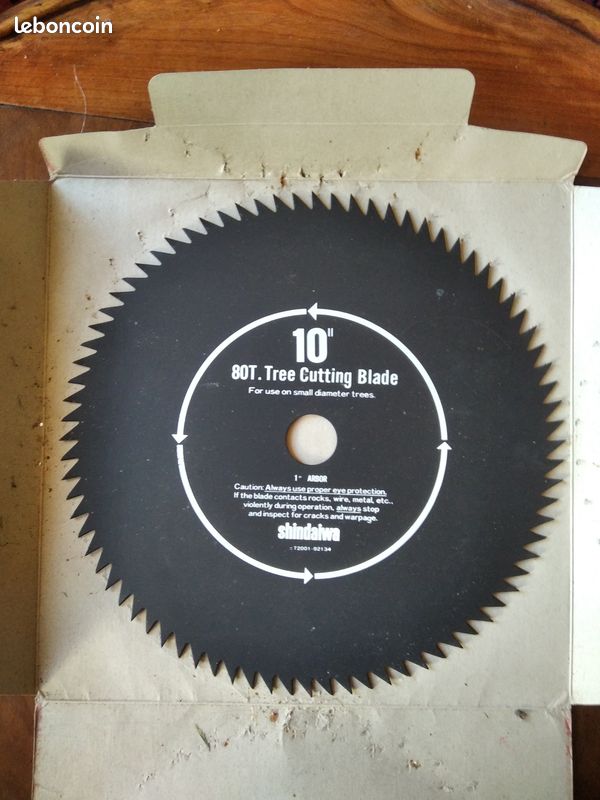 leboncoin
10"
80T. Tree Cutting Blade
For use on small diameter trees.
1" ARBOR
Caution: Always use proper eye protection.
If the blade contacts rocks, wire, metal, etc.,
violently during operation, always stop
and inspect for cracks and warpage.
shindaiwa
: T2001-92134